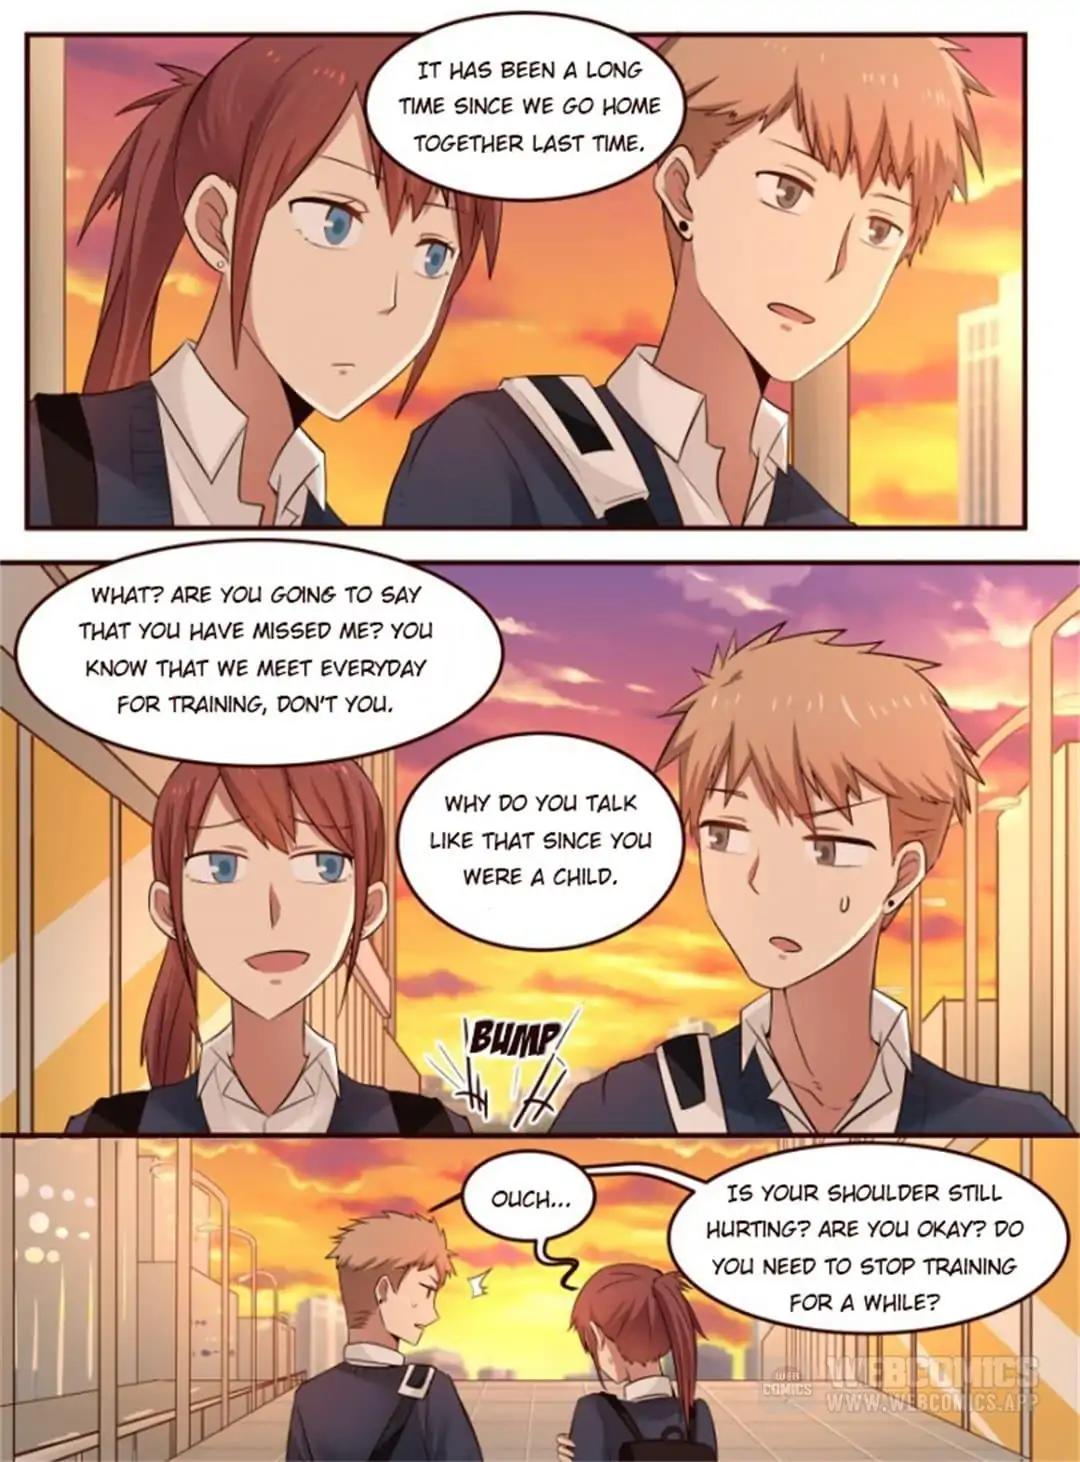 IT HAS BEEN A LONG
TIME SINCE WE GO HOME
TOGETHER LAST TIME.
WHAT? ARE YOU GOING TO SAY
THAT YOU HAVE MISSED ME? YOU
KNOW THAT WE MEET EVERYDAY
FOR TRAINING, DON'T YOU.
WHY DO YOU TALK
LIKE THAT SINCE YOU
WERE A CHILD.
BUMP
OUCH...
IS YOUR SHOULDER STILL
HURTING? ARE YOU OKAY? DO
YOU NEED TO STOP TRAINING
FOR A WHILE?
WEB
COMICS
WEBCOMICS
WWW.WEBCOMICS.APP